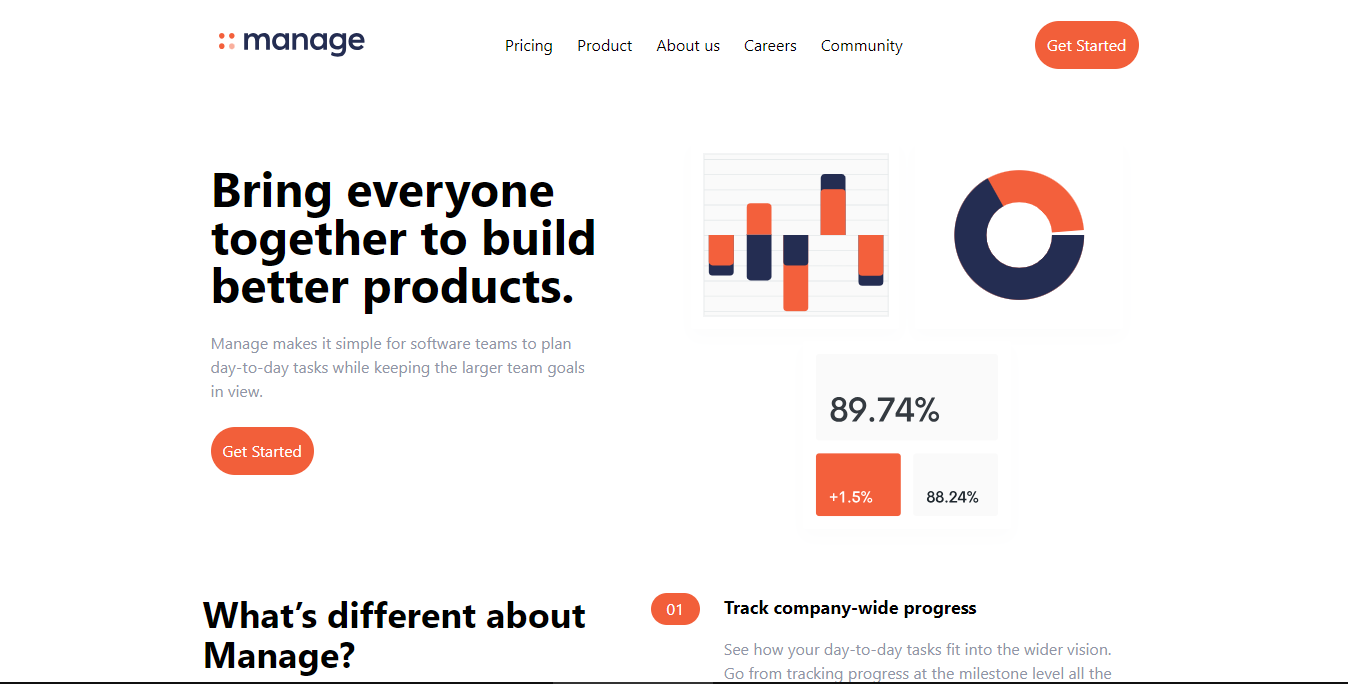 manage
Pricing
Product
About us
Careers
Community
Get Started
Bring everyone
together to build
better products.
Manage makes it simple for software teams to plan
day-to-day tasks while keeping the larger team goals
in view.
Get Started
89.74%
+1.5%
88.24%
What’s different about
Manage?
01
Track company-wide progress
See how your day-to-day tasks fit into the wider vision.
Go from tracking progress at the milestone level all the